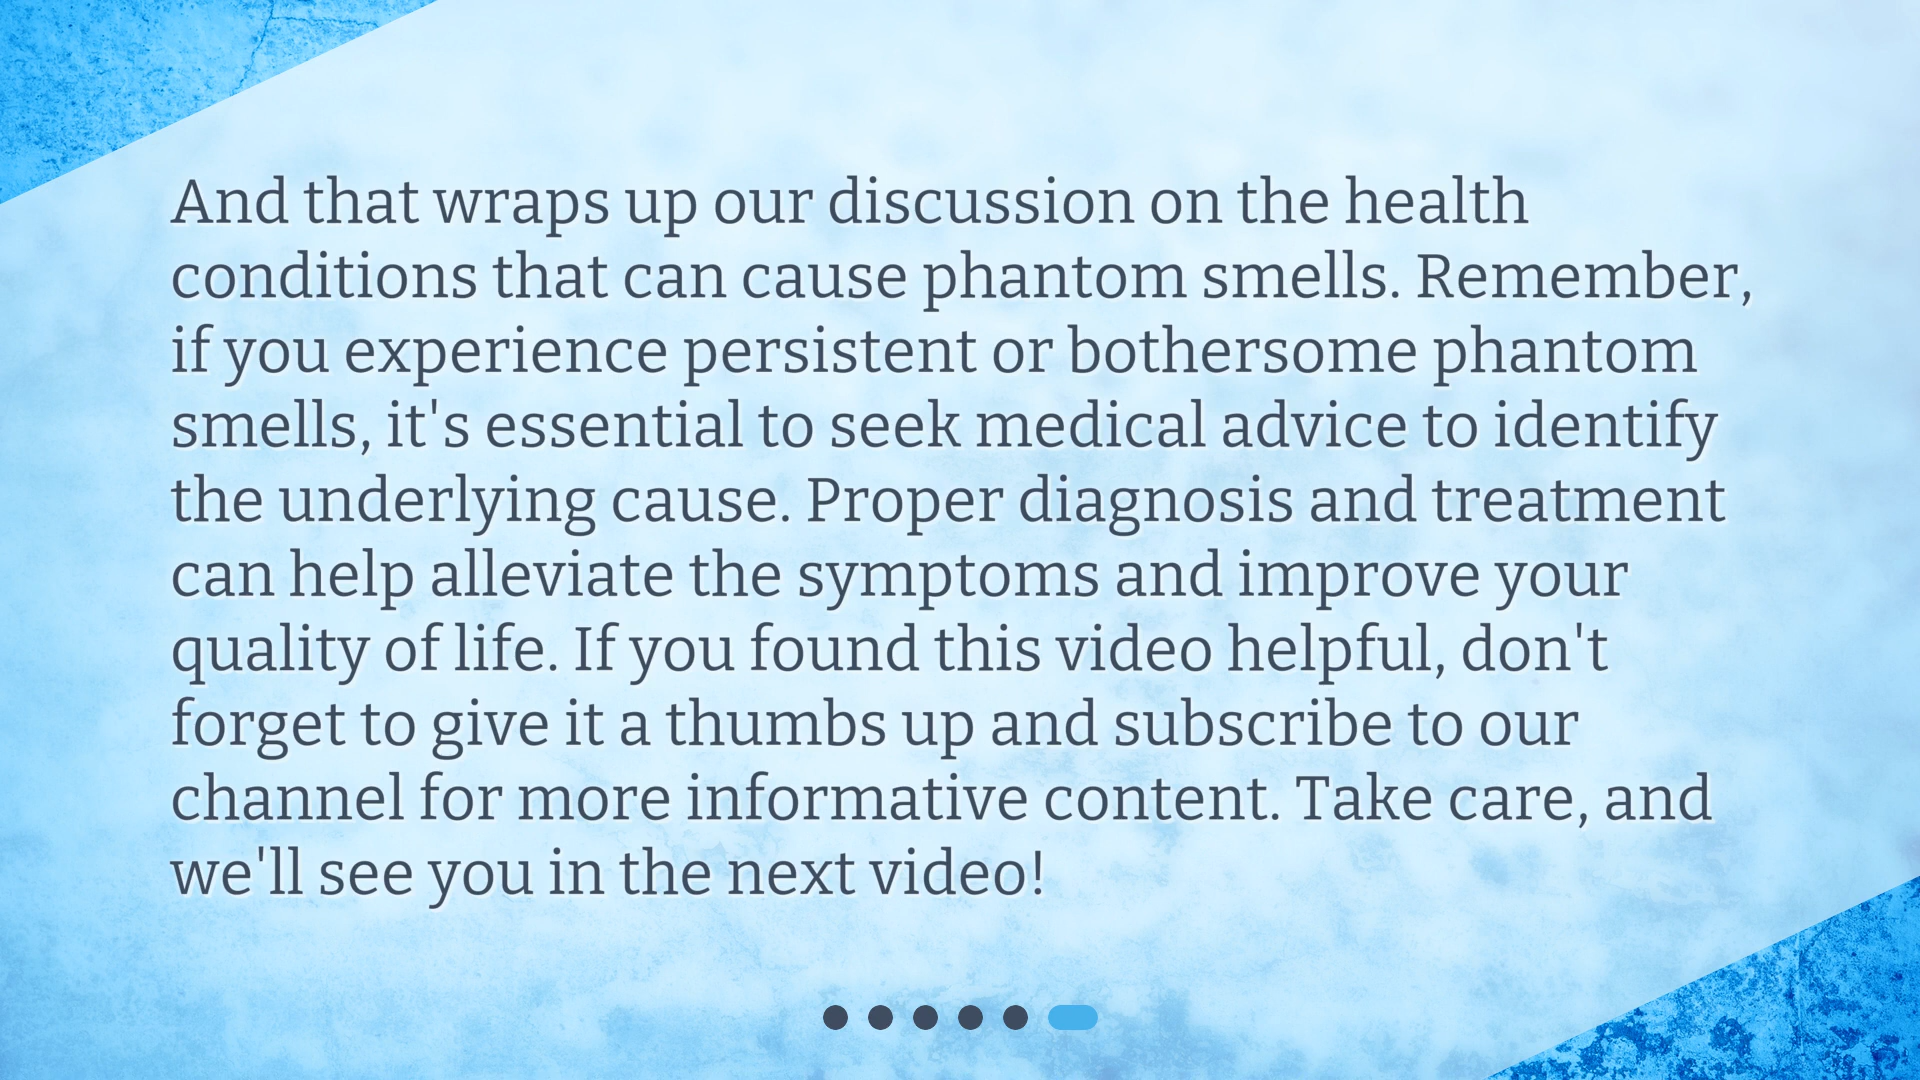 And that wraps up our discussion on the health
conditions that can cause phantom smells. Remember,
if you experience persistent or bothersome phantom
smells, it's essential to seek medical advice to identify
the underlying cause. Proper diagnosis and treatment
can help alleviate the symptoms and improve your
quality of life. If you found this video helpful, don't
forget to give it a thumbs up and subscribe to our
channel for more informative content. Take care, and
we'll see you in the next video!